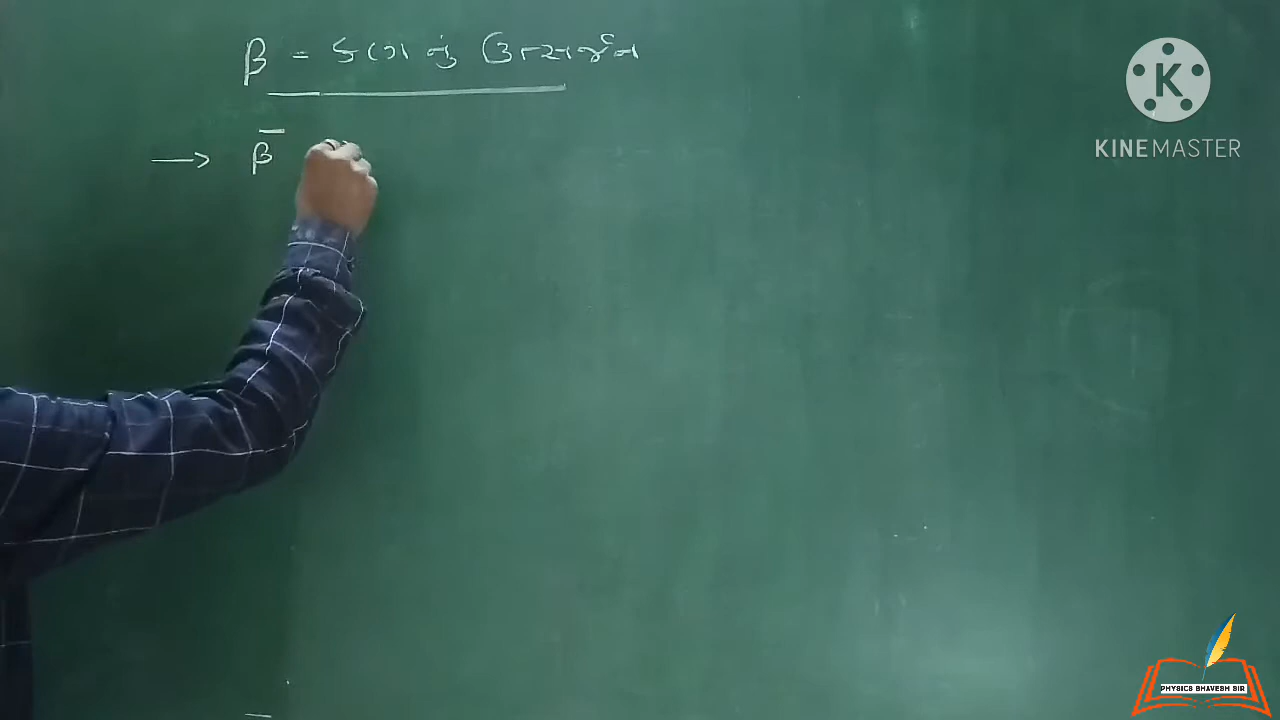 β = કણ નું ઉત્સર્જન
→ β⁻
KINEMASTER
K
PHYSICS BHAVESH SIR